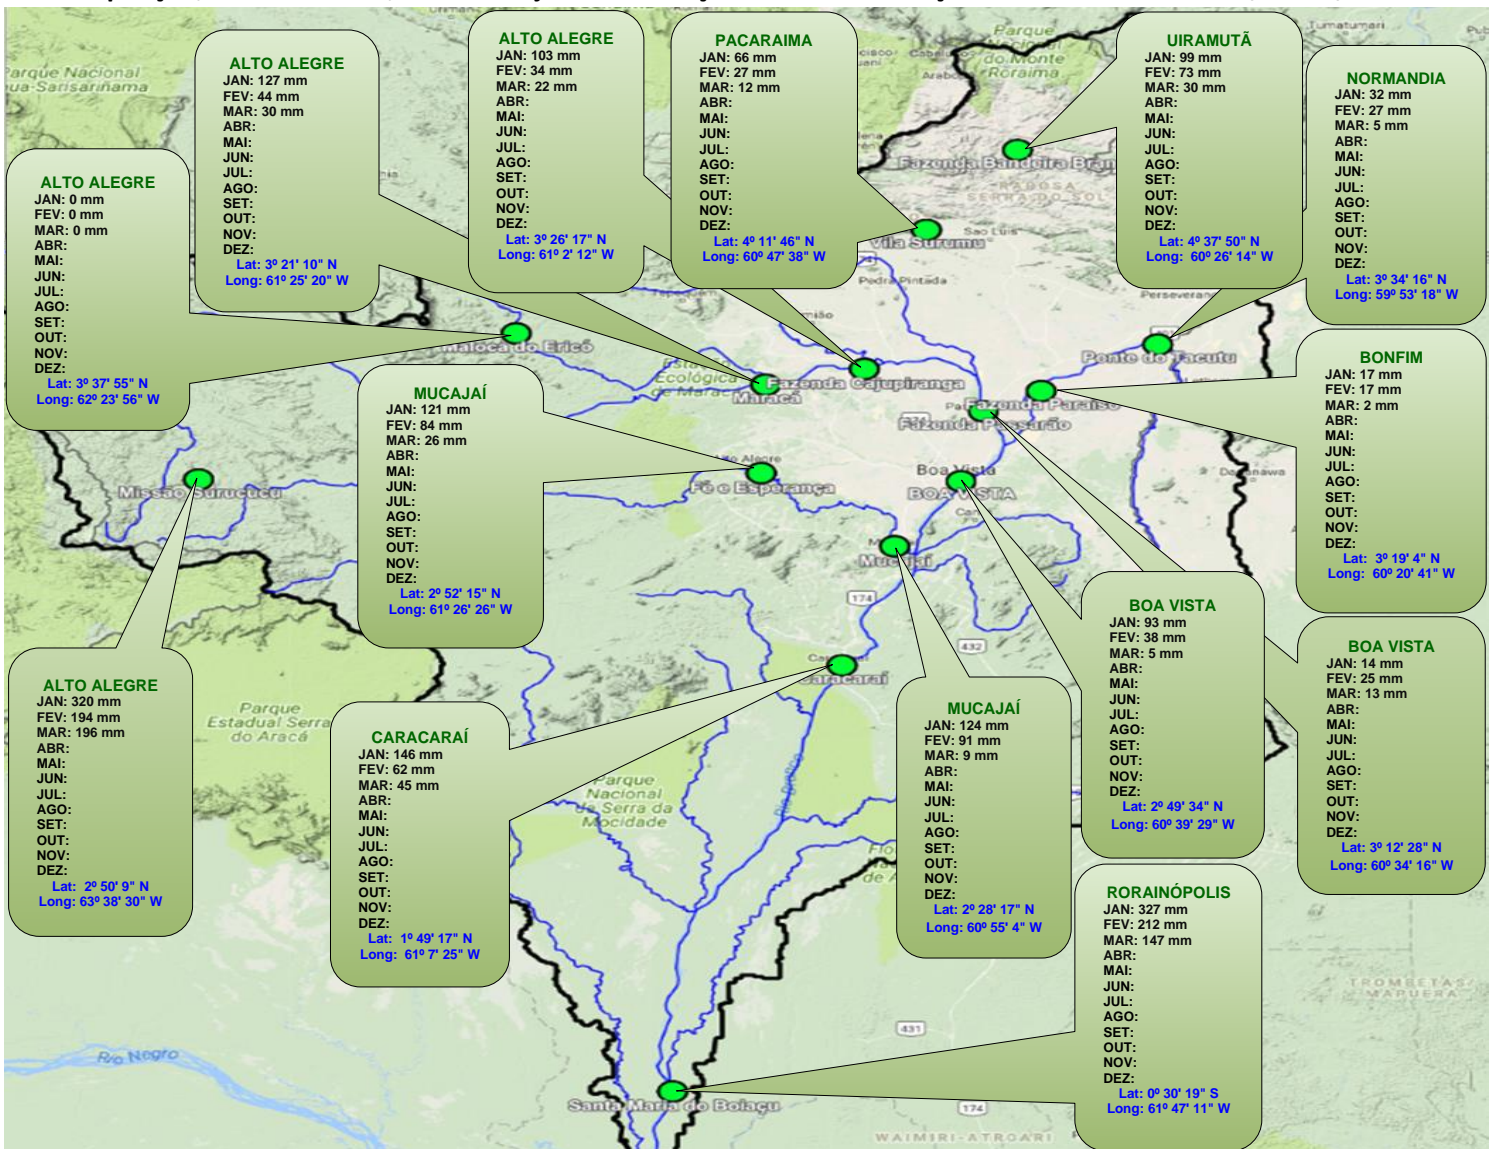 ALTO ALEGRE
JAN: 127 mm
FEV: 44 mm
MAR: 30 mm
ABR:
MAI:
JUN:
JUL:
AGO:
SET:
OUT:
NOV:
DEZ:
Lat: 3º 21' 10" N
Long: 61º 25' 20" W
ALTO ALEGRE
JAN: 103 mm
FEV: 34 mm
MAR: 22 mm
ABR:
MAI:
JUN:
JUL:
AGO:
SET:
OUT:
NOV:
DEZ:
Lat: 3º 26' 17" N
Long: 61º 2' 12" W
PACARAIMA
JAN: 66 mm
FEV: 27 mm
MAR: 12 mm
ABR:
MAI:
JUN:
JUL:
AGO:
SET:
OUT:
NOV:
DEZ:
Lat: 4º 11' 46" N
Long: 60º 47' 38" W
UIRAMUTÃ
JAN: 99 mm
FEV: 73 mm
MAR: 30 mm
ABR:
MAI:
JUN:
JUL:
AGO:
SET:
OUT:
NOV:
DEZ:
Lat: 4º 37' 50" N
Long: 60º 26' 14" W
NORMANDIA
JAN: 32 mm
FEV: 27 mm
MAR: 5 mm
ABR:
MAI:
JUN:
JUL:
AGO:
SET:
OUT:
NOV:
DEZ:
Lat: 3º 34' 16" N
Long: 59º 53' 18" W
ALTO ALEGRE
JAN: 0 mm
FEV: 0 mm
MAR: 0 mm
ABR:
MAI:
JUN:
JUL:
AGO:
SET:
OUT:
NOV:
DEZ:
Lat: 3º 37' 55" N
Long: 62º 23' 56" W
MUCAJAÍ
JAN: 121 mm
FEV: 84 mm
MAR: 26 mm
ABR:
MAI:
JUN:
JUL:
AGO:
SET:
OUT:
NOV:
DEZ:
Lat: 2º 52' 15" N
Long: 61º 26' 26" W
BONFIM
JAN: 17 mm
FEV: 17 mm
MAR: 2 mm
ABR:
MAI:
JUN:
JUL:
AGO:
SET:
OUT:
NOV:
DEZ:
Lat: 3º 19' 4" N
Long: 60º 20' 41" W
ALTO ALEGRE
JAN: 320 mm
FEV: 194 mm
MAR: 196 mm
ABR:
MAI:
JUN:
JUL:
AGO:
SET:
OUT:
NOV:
DEZ:
Lat: 2º 50' 9" N
Long: 63º 38' 30" W
CARACARAÍ
JAN: 146 mm
FEV: 62 mm
MAR: 45 mm
ABR:
MAI:
JUN:
JUL:
AGO:
SET:
OUT:
NOV:
DEZ:
Lat: 1º 49' 17" N
Long: 61º 7' 25" W
MUCAJAÍ
JAN: 124 mm
FEV: 91 mm
MAR: 9 mm
ABR:
MAI:
JUN:
JUL:
AGO:
SET:
OUT:
NOV:
DEZ:
Lat: 2º 28' 17" N
Long: 60º 55' 4" W
BOA VISTA
JAN: 93 mm
FEV: 38 mm
MAR: 5 mm
ABR:
MAI:
JUN:
JUL:
AGO:
SET:
OUT:
NOV:
DEZ:
Lat: 2º 49' 34" N
Long: 60º 39' 29" W
BOA VISTA
JAN: 14 mm
FEV: 25 mm
MAR: 13 mm
ABR:
MAI:
JUN:
JUL:
AGO:
SET:
OUT:
NOV:
DEZ:
Lat: 3º 12' 28" N
Long: 60º 34' 16" W
RORAINÓPOLIS
JAN: 327 mm
FEV: 212 mm
MAR: 147 mm
ABR:
MAI:
JUN:
JUL:
AGO:
SET:
OUT:
NOV:
DEZ:
Lat: 0º 30' 19" S
Long: 61º 47' 11" W
Tumatumari
Parque Nacional
Parque
Nacional
do Monte
Roraima
Fazenda Bandeira Bran
Vila Surumu
Sao Luis
Pedra Pintada
Ponte do Tacutu
Fazenda Cajupiranga
Maracá
Fazenda Paraíso
Fazenda Passarão
Missão Surucucu
Fé e Esperança
Boa Vista
BOA VISTA
Mucajaí
174
432
Parque
Estadual Serra
do Aracá
Parque
Nacional
da Serra da
Mocidade
Rio Branco
Rio Negro
431
174
Santa Maria do Boiaçu
TROMBETAS/
MAPUERA
WAIMIRI-ATROARI